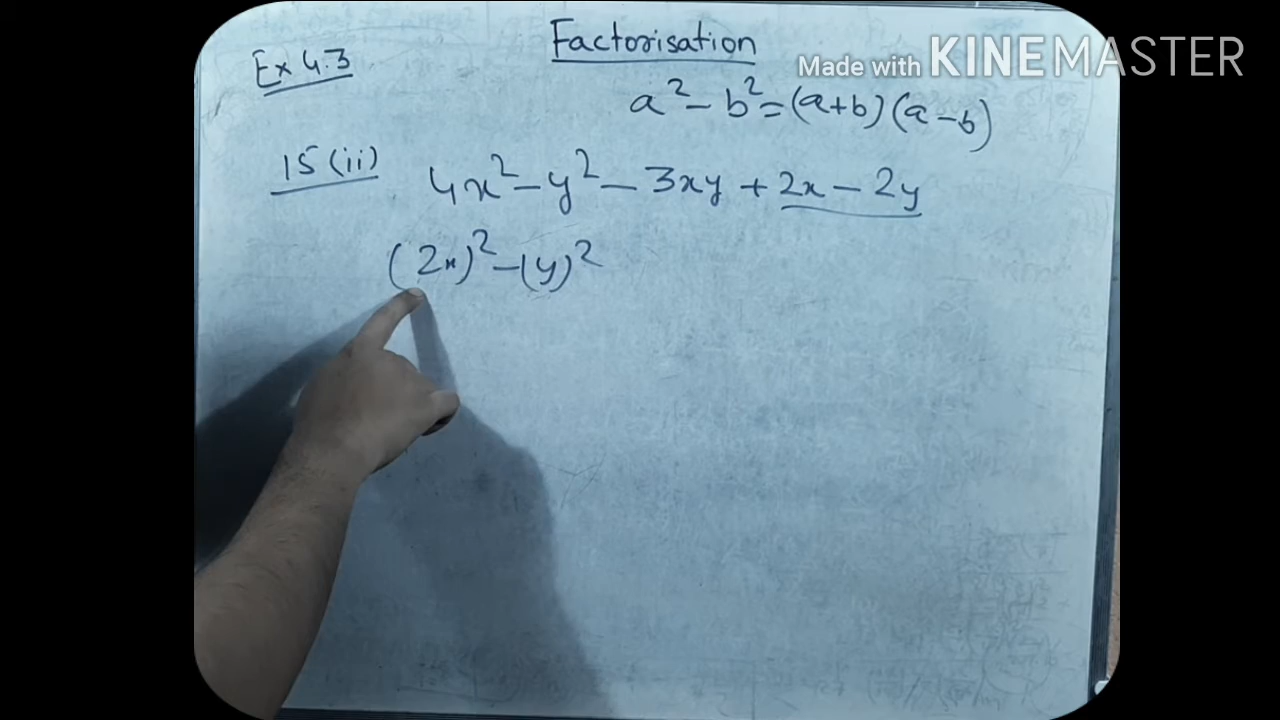 Factorisation
Made with KINEMASTER
Ex 4.3
a² - b² = (a+b) (a-b)
15 (ii) 4x² - y² - 3xy + 2x - 2y
(2x)² - (y)²